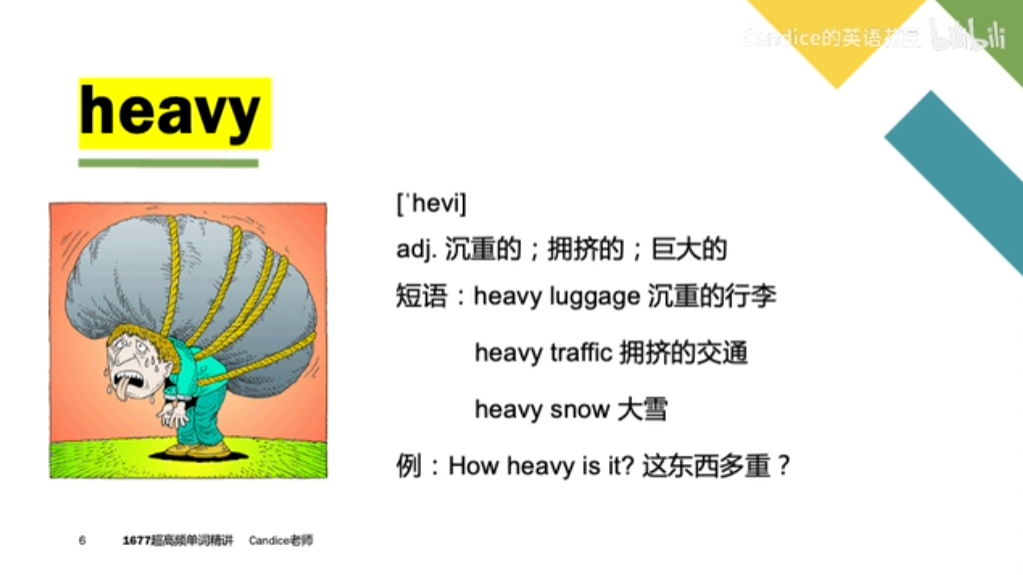 Candice的英语花园 bilibili
heavy
[ˈhevi]
adj. 沉重的；拥挤的；巨大的
短语：heavy luggage 沉重的行李
heavy traffic 拥挤的交通
heavy snow 大雪
例：How heavy is it? 这东西多重？
6 1677超高频单词精讲 Candice老师